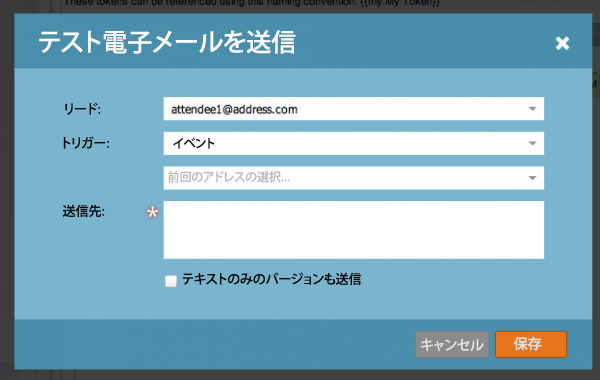 These tokens can be referenced using this naming convention: {{my.My Token}}
テスト電子メールを送信
リード:
attendee1@address.com
トリガー:
イベント
前回のアドレスの選択...
送信先:
テキストのみのバージョンも送信
キャンセル
保存